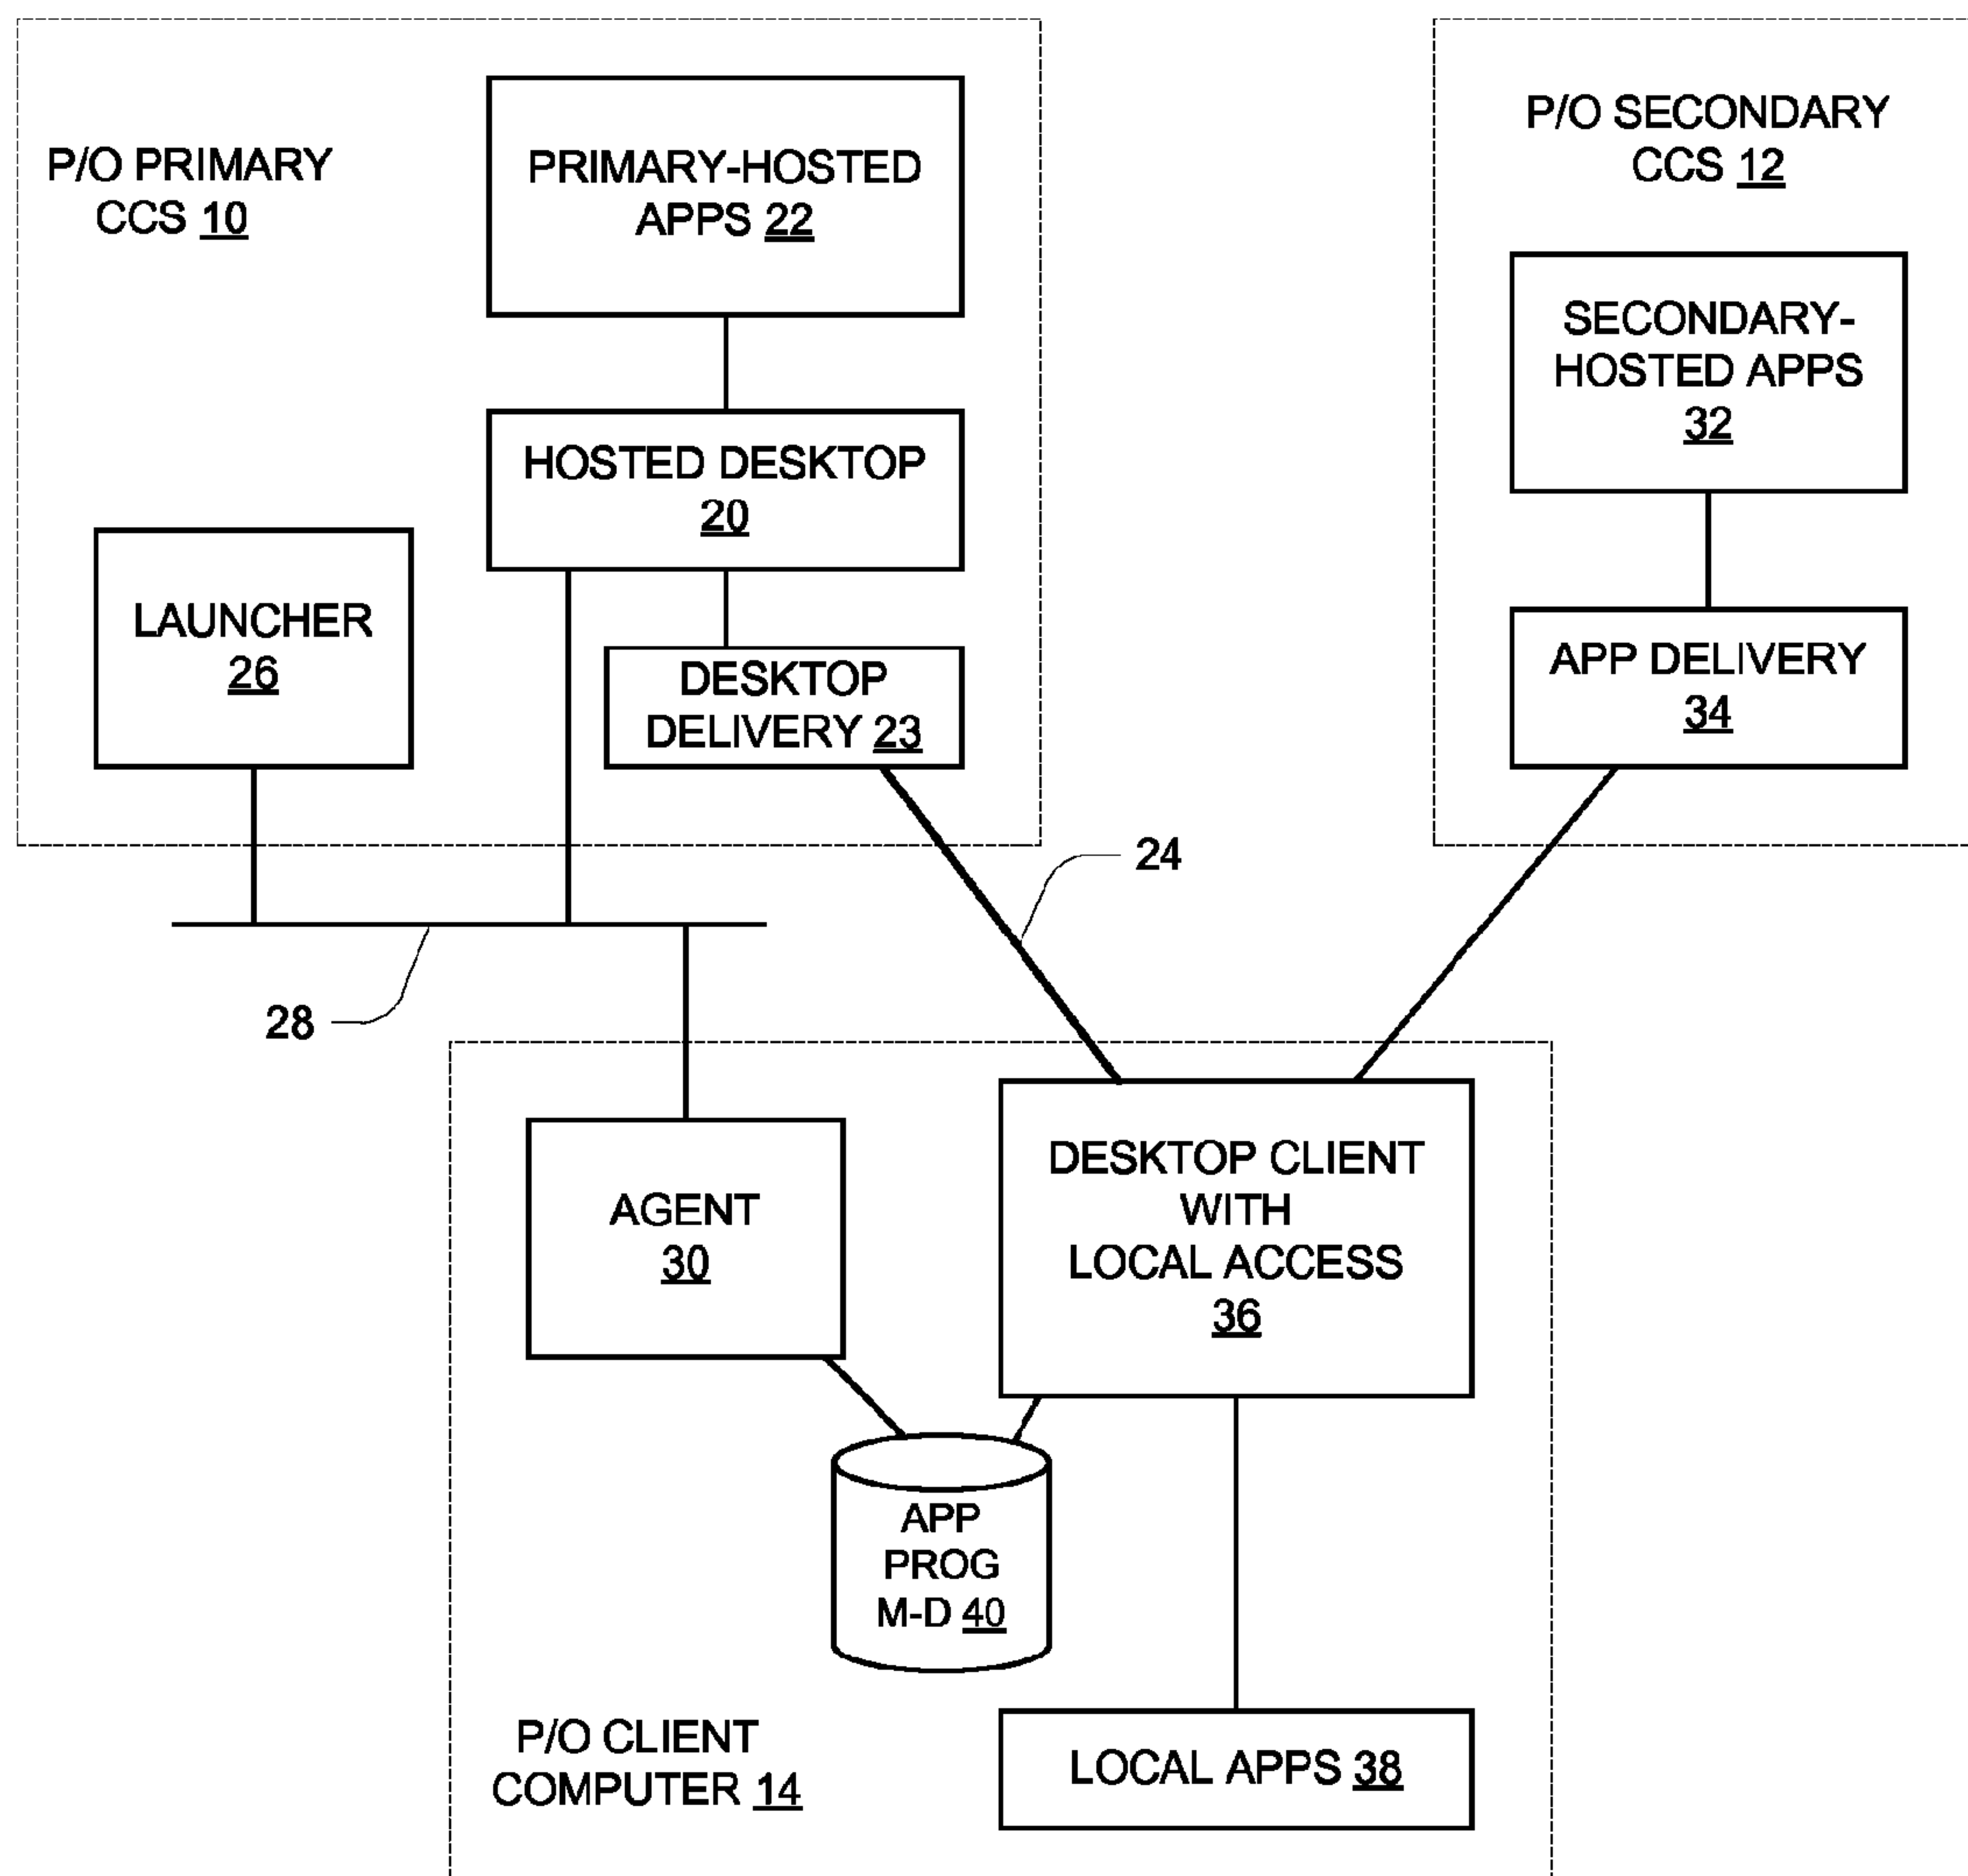 P/O PRIMARY
CCS 10
PRIMARY-HOSTED
APPS 22
HOSTED DESKTOP
20
LAUNCHER
26
DESKTOP
DELIVERY 23
P/O SECONDARY
CCS 12
SECONDARY-
HOSTED APPS
32
APP DELIVERY
34
24
28
AGENT
30
DESKTOP CLIENT
WITH
LOCAL ACCESS
36
APP
PROG
M-D 40
P/O CLIENT
COMPUTER 14
LOCAL APPS 38